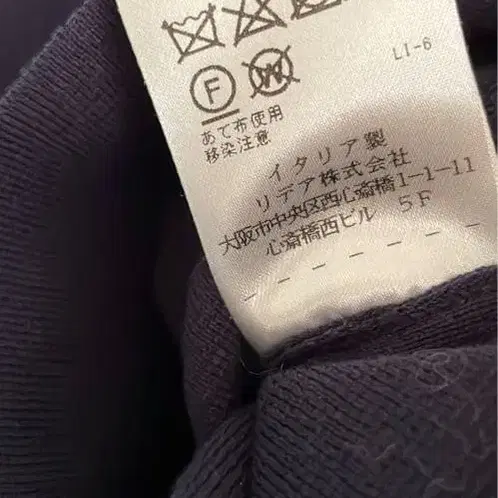 LI-6
F
W
あて布使用
移染注意
イタリア製
リデア株式会社
大阪市中央区西心斎橋1-1-11
心斎橋西ビル 5F